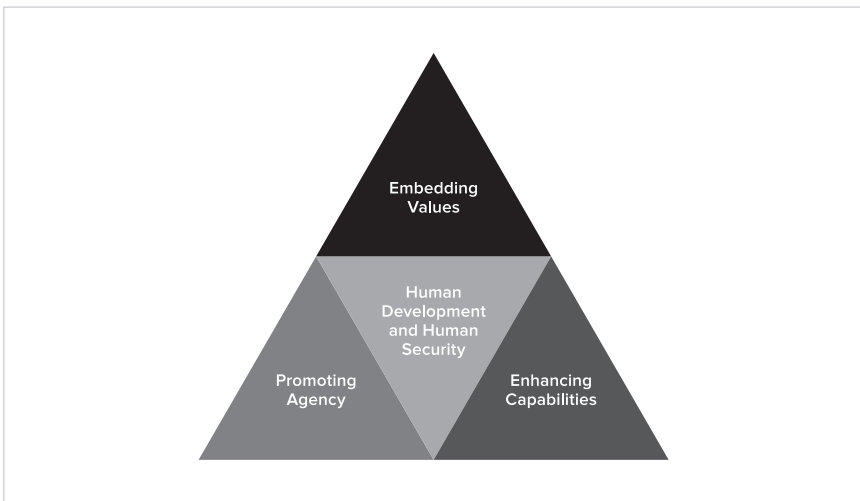 Embedding
Values
Human
Development
and Human
Security
Promoting
Agency
Enhancing
Capabilities